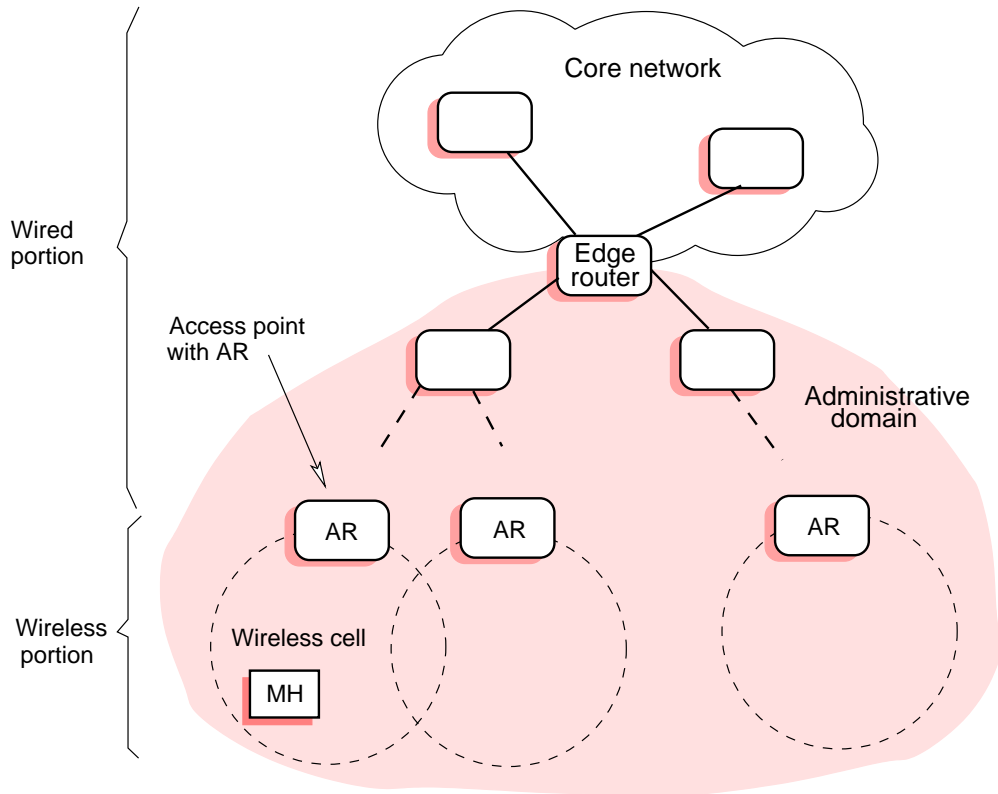 Core network
Edge
router
Wired
portion
Access point
with AR
Administrative
domain
AR
AR
AR
Wireless
portion
Wireless cell
MH